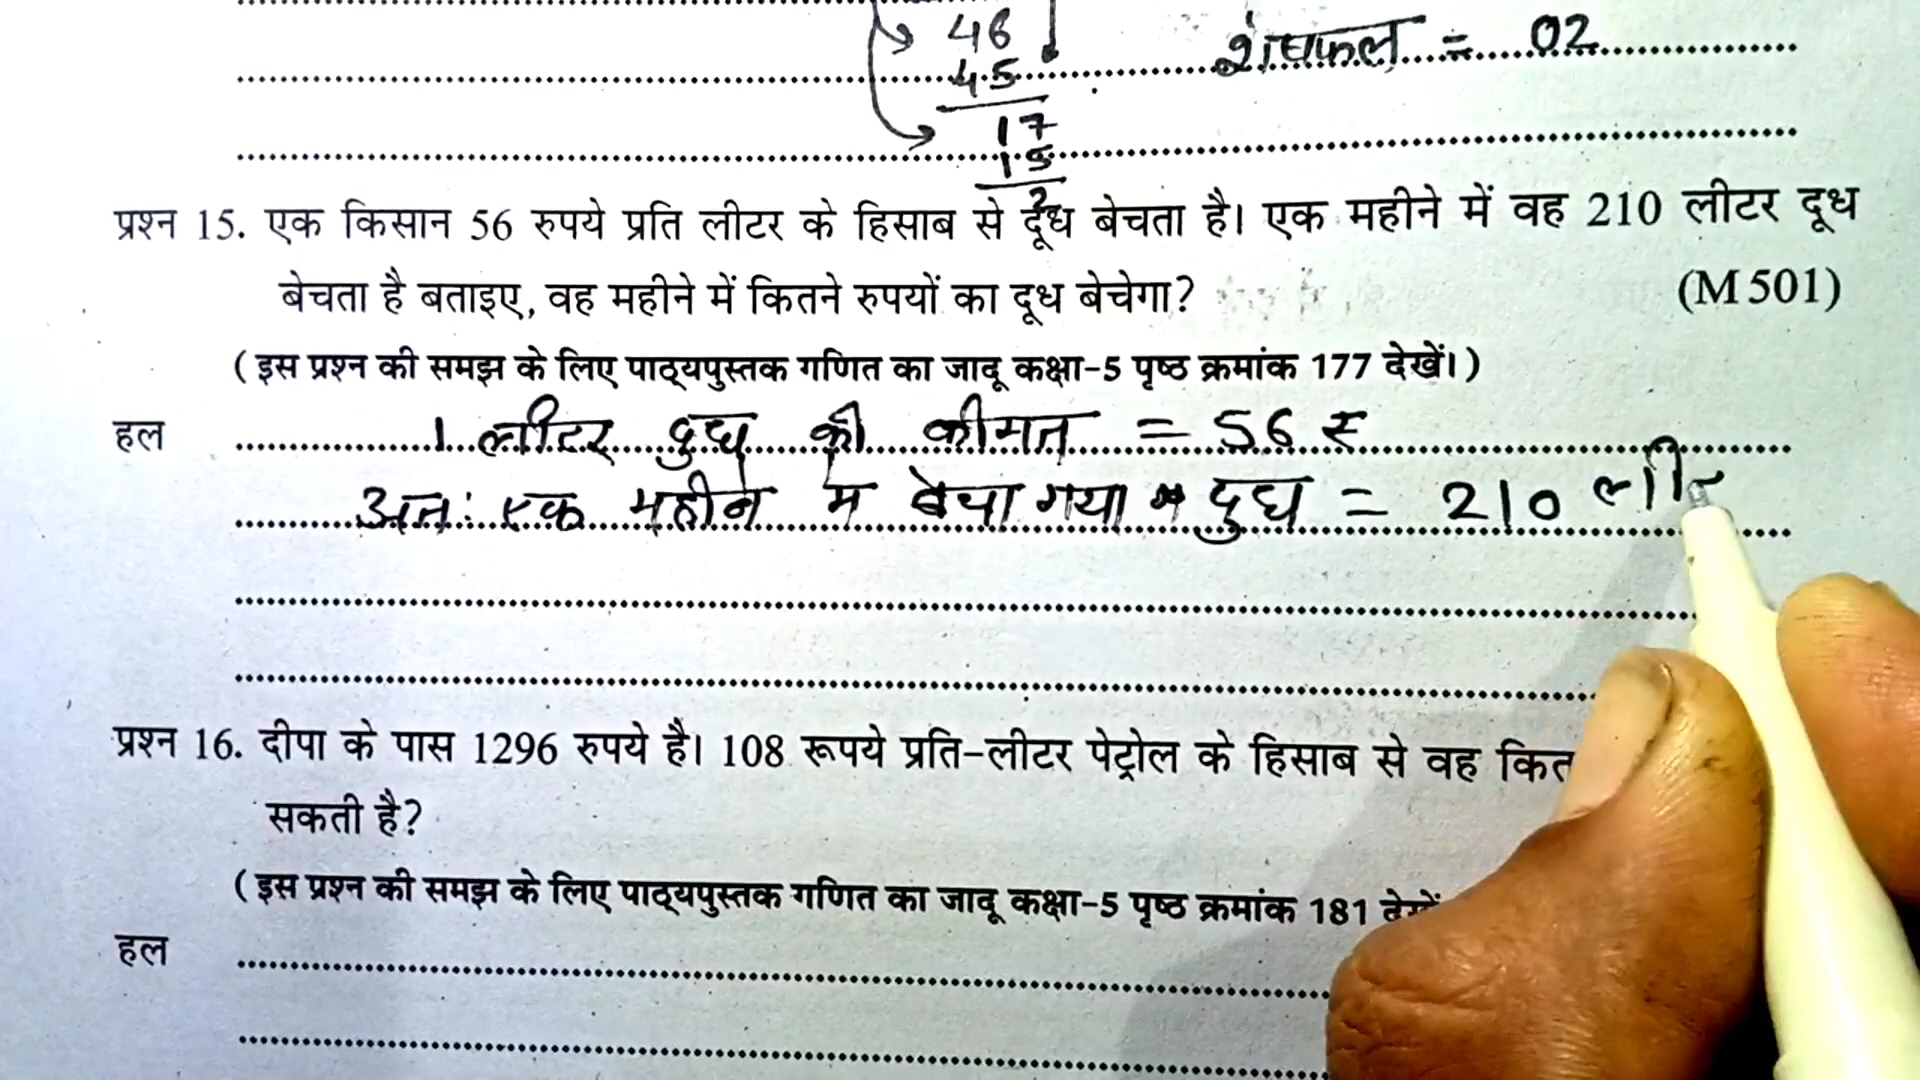 46
45
शेषफल = 02
17
15
2
प्रश्न 15. एक किसान 56 रुपये प्रति लीटर के हिसाब से दूध बेचता है। एक महीने में वह 210 लीटर दूध
बेचता है बताइए, वह महीने में कितने रुपयों का दूध बेचेगा?
(M 501)
(इस प्रश्न की समझ के लिए पाठ्यपुस्तक गणित का जादू कक्षा-5 पृष्ठ क्रमांक 177 देखें।)
हल 1 लीटर दुध की कीमत = 56 रु
अतः एक महीने म बेचा गया दुध = 210 ली
प्रश्न 16. दीपा के पास 1296 रुपये है। 108 रूपये प्रति-लीटर पेट्रोल के हिसाब से वह कित
सकती है?
(इस प्रश्न की समझ के लिए पाठ्यपुस्तक गणित का जादू कक्षा-5 पृष्ठ क्रमांक 181 देखें
हल